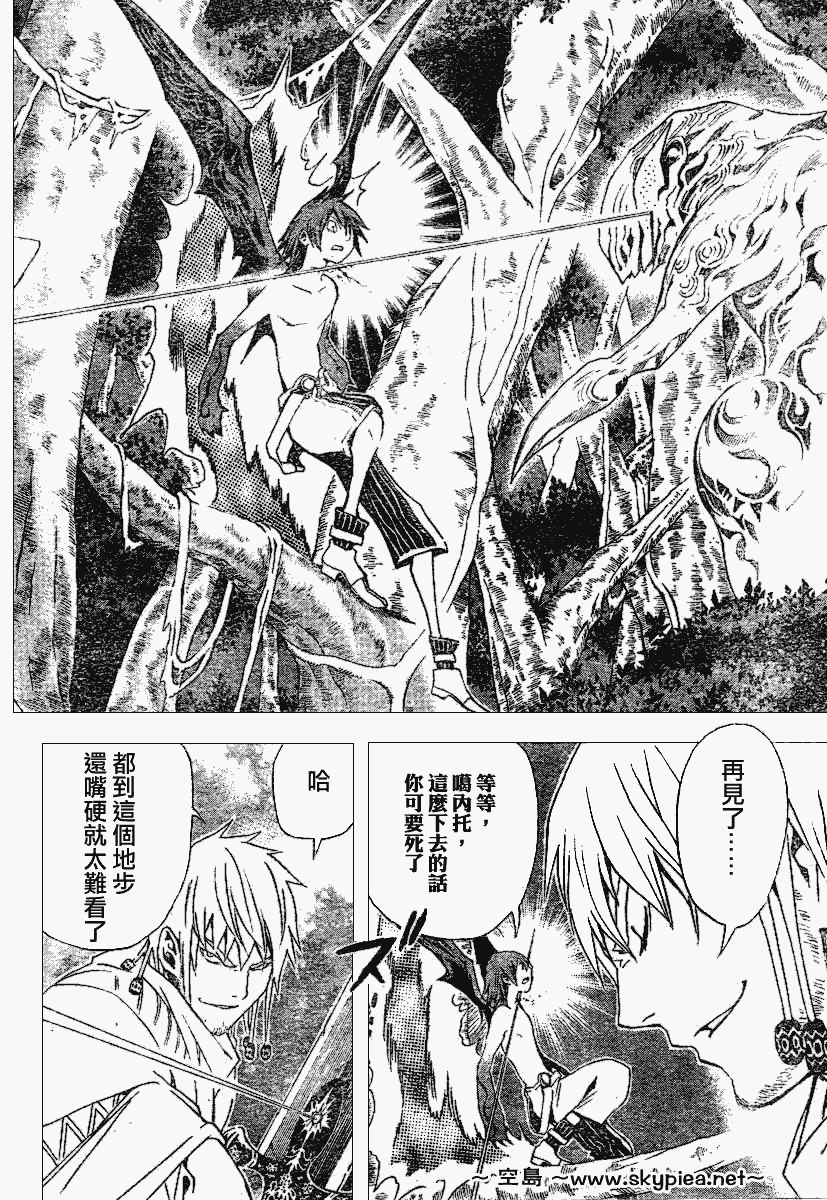 再見了……
等等，
噶內托，
這麼下去的話
你可要死了
ズ
哈
都到這個地步
還嘴硬就太難看了
～空島～www.skypiea.net～